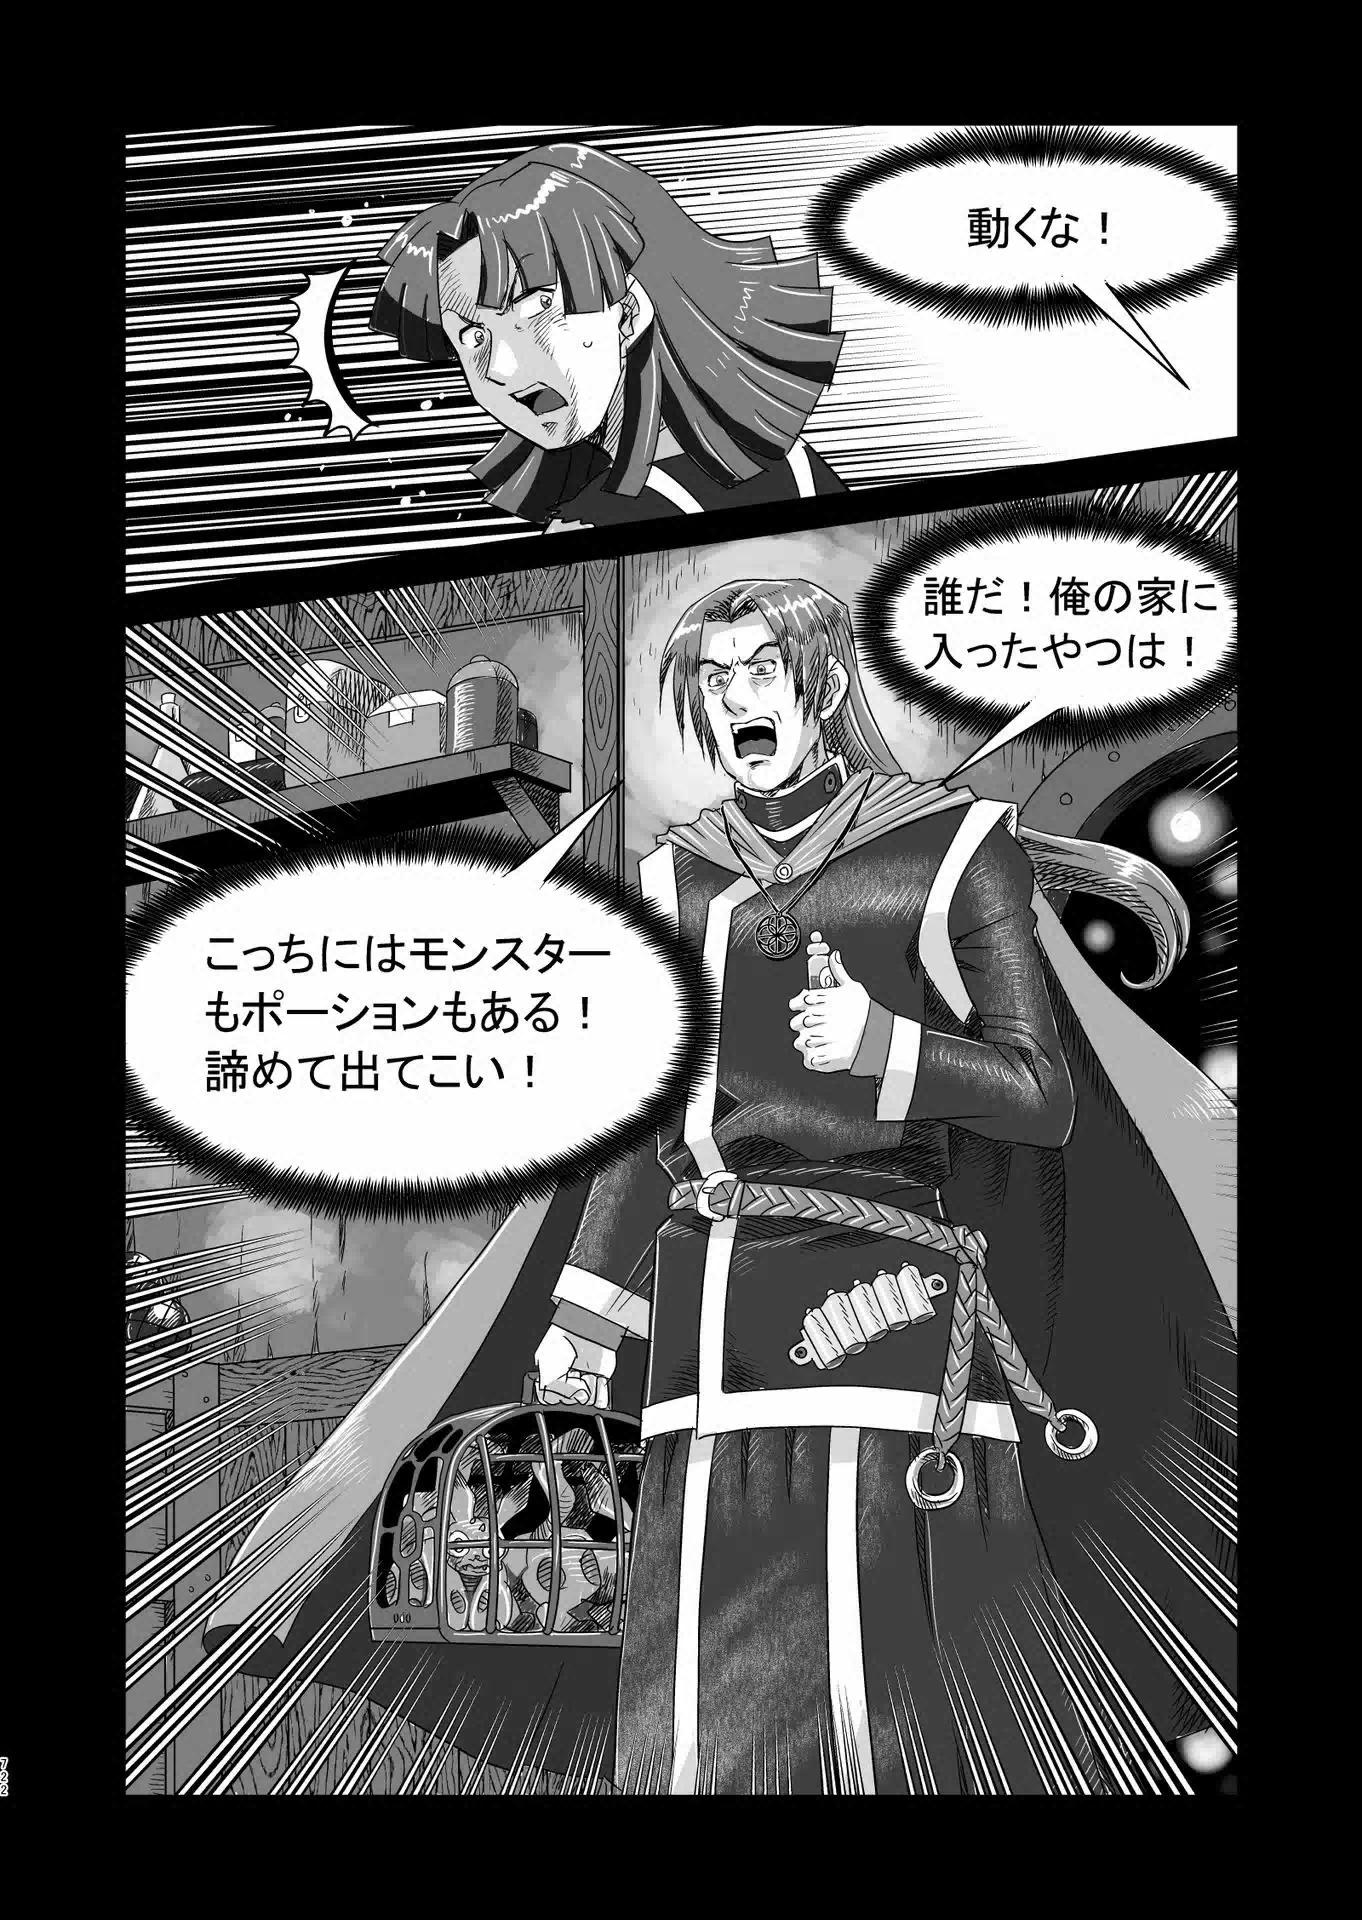 動くな！
誰だ！俺の家に
入ったやつは！
こっちにはモンスター
もポーションもある！
諦めて出てこい！
722